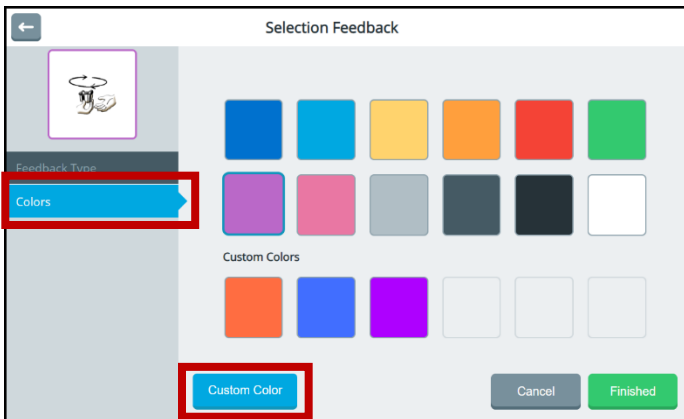 Selection Feedback
Feedback Type
Colors
Custom Colors
Custom Color
Cancel
Finished